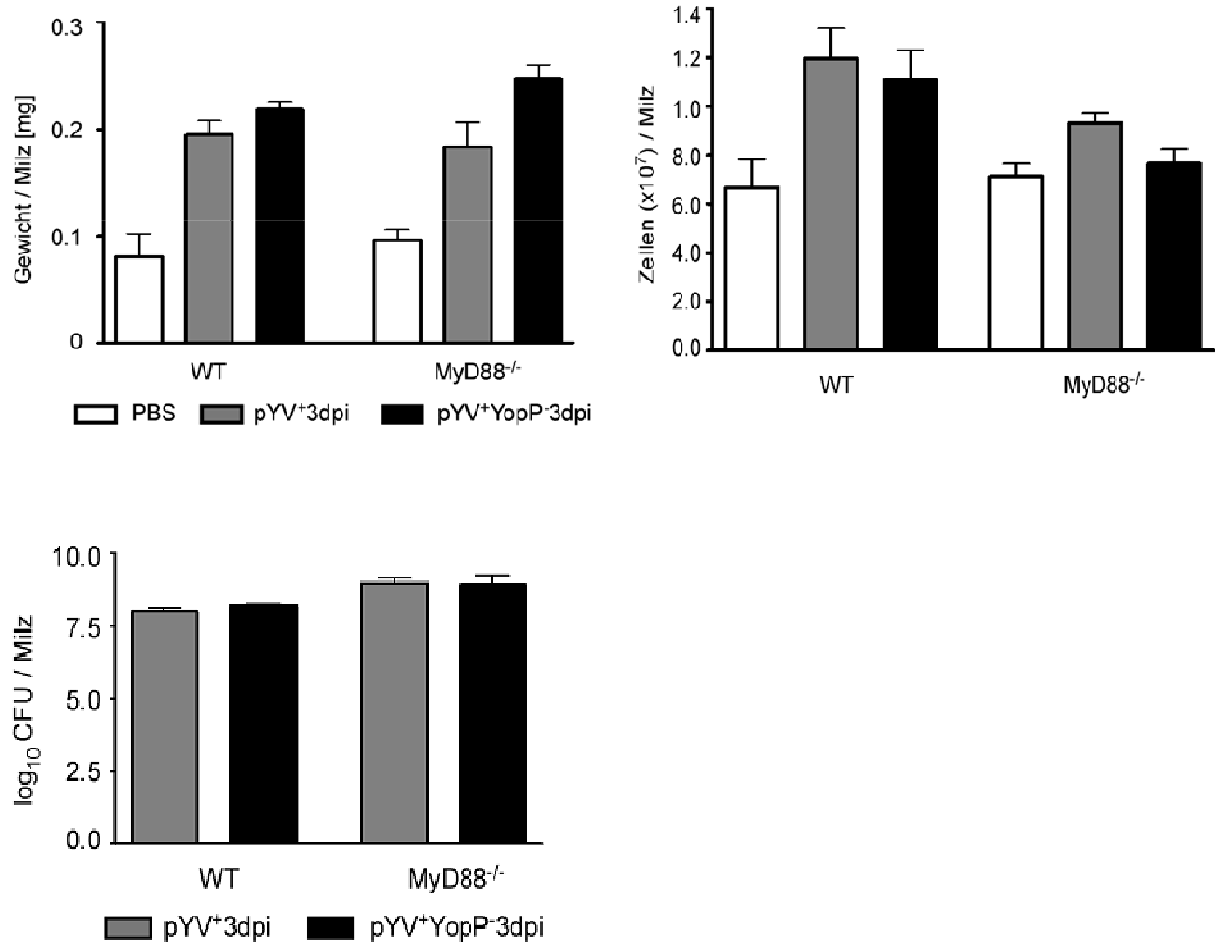 0.3
0.2
0.1
0
Gewicht / Milz [mg]
WT MyD88-/-
PBS pYV+3dpi pYV+YopP-3dpi
1.4
1.2
1.0
8.0
6.0
4.0
2.0
0.0
Zellen (x10^7) / Milz
WT MyD88-/-
10.0
7.5
5.0
2.5
0.0
log10 CFU / Milz
WT MyD88-/-
pYV+3dpi pYV+YopP-3dpi